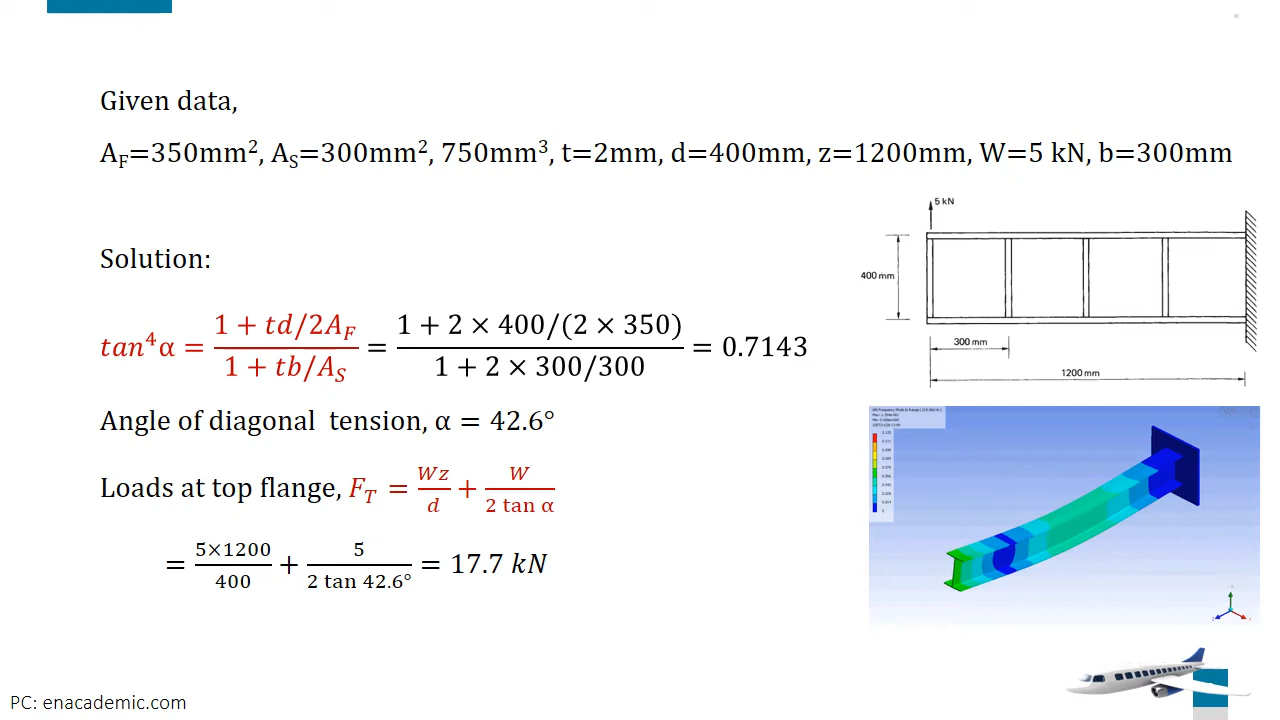 Given data,
A_F=350mm², A_S=300mm², 750mm³, t=2mm, d=400mm, z=1200mm, W=5 kN, b=300mm
5 kN
400 mm
300 mm
1200 mm
Solution:
tan⁴α = (1 + td/2A_F)/(1 + tb/A_S) = (1 + 2 × 400/(2 × 350))/(1 + 2 × 300/300) = 0.7143
Angle of diagonal tension, α = 42.6°
Loads at top flange, F_T = Wz/d + W/(2 tan α)
= 5×1200/400 + 5/(2 tan 42.6°) = 17.7 kN
PC: enacademic.com